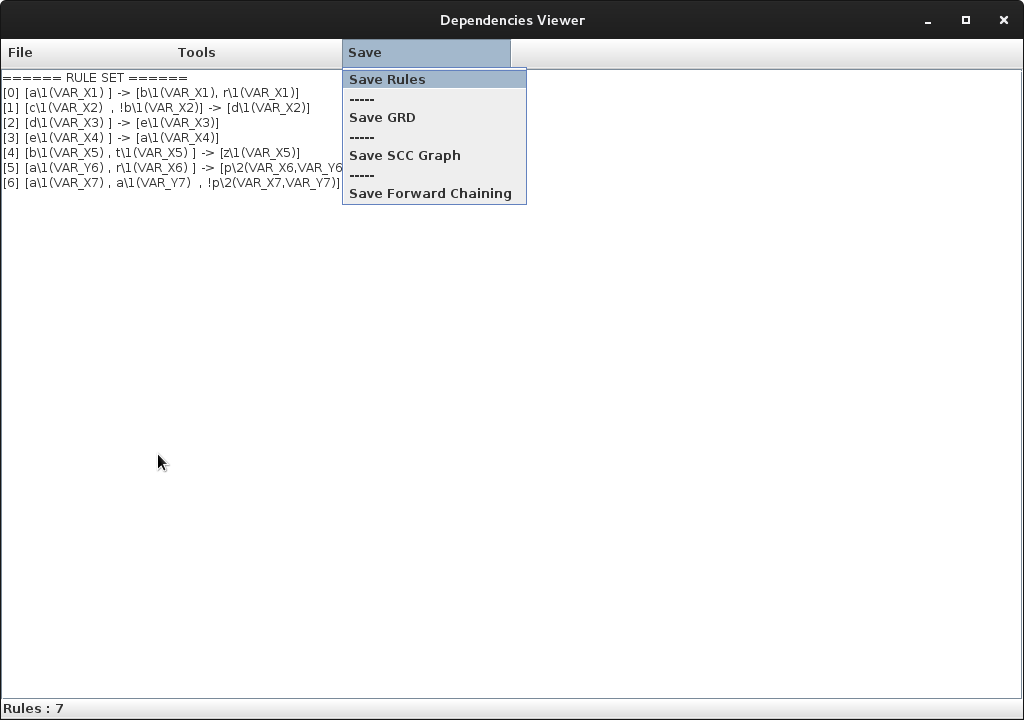 Dependencies Viewer
File Tools Save
====== RULE SET ======
[0] [a\1(VAR_X1) ] -> [b\1(VAR_X1), r\1(VAR_X1)]
[1] [c\1(VAR_X2)  , !b\1(VAR_X2)] -> [d\1(VAR_X2)]
[2] [d\1(VAR_X3) ] -> [e\1(VAR_X3)]
[3] [e\1(VAR_X4) ] -> [a\1(VAR_X4)]
[4] [b\1(VAR_X5) , t\1(VAR_X5) ] -> [z\1(VAR_X5)]
[5] [a\1(VAR_Y6) , r\1(VAR_X6) ] -> [p\2(VAR_X6,VAR_Y6
[6] [a\1(VAR_X7) , a\1(VAR_Y7)  , !p\2(VAR_X7,VAR_Y7)]
Save Rules
-----
Save GRD
-----
Save SCC Graph
-----
Save Forward Chaining
Rules : 7